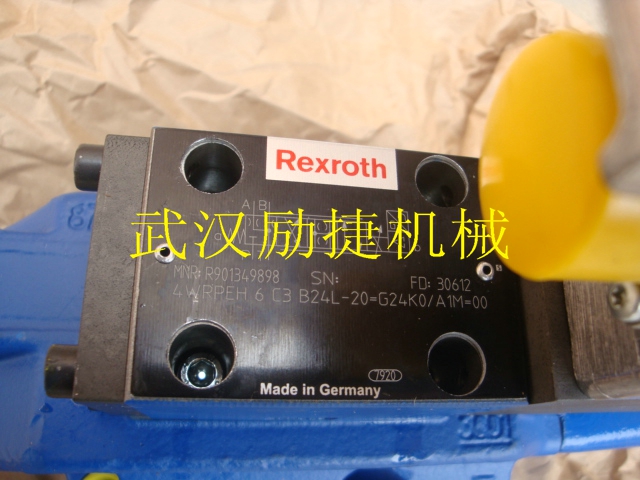 Rexroth
A B
武汉励捷机械
MNR: R901349898 SN: FD: 30612
4WRPEH 6 C3 B24L-20=G24K0/A1M=00
7920
Made in Germany
3CD1